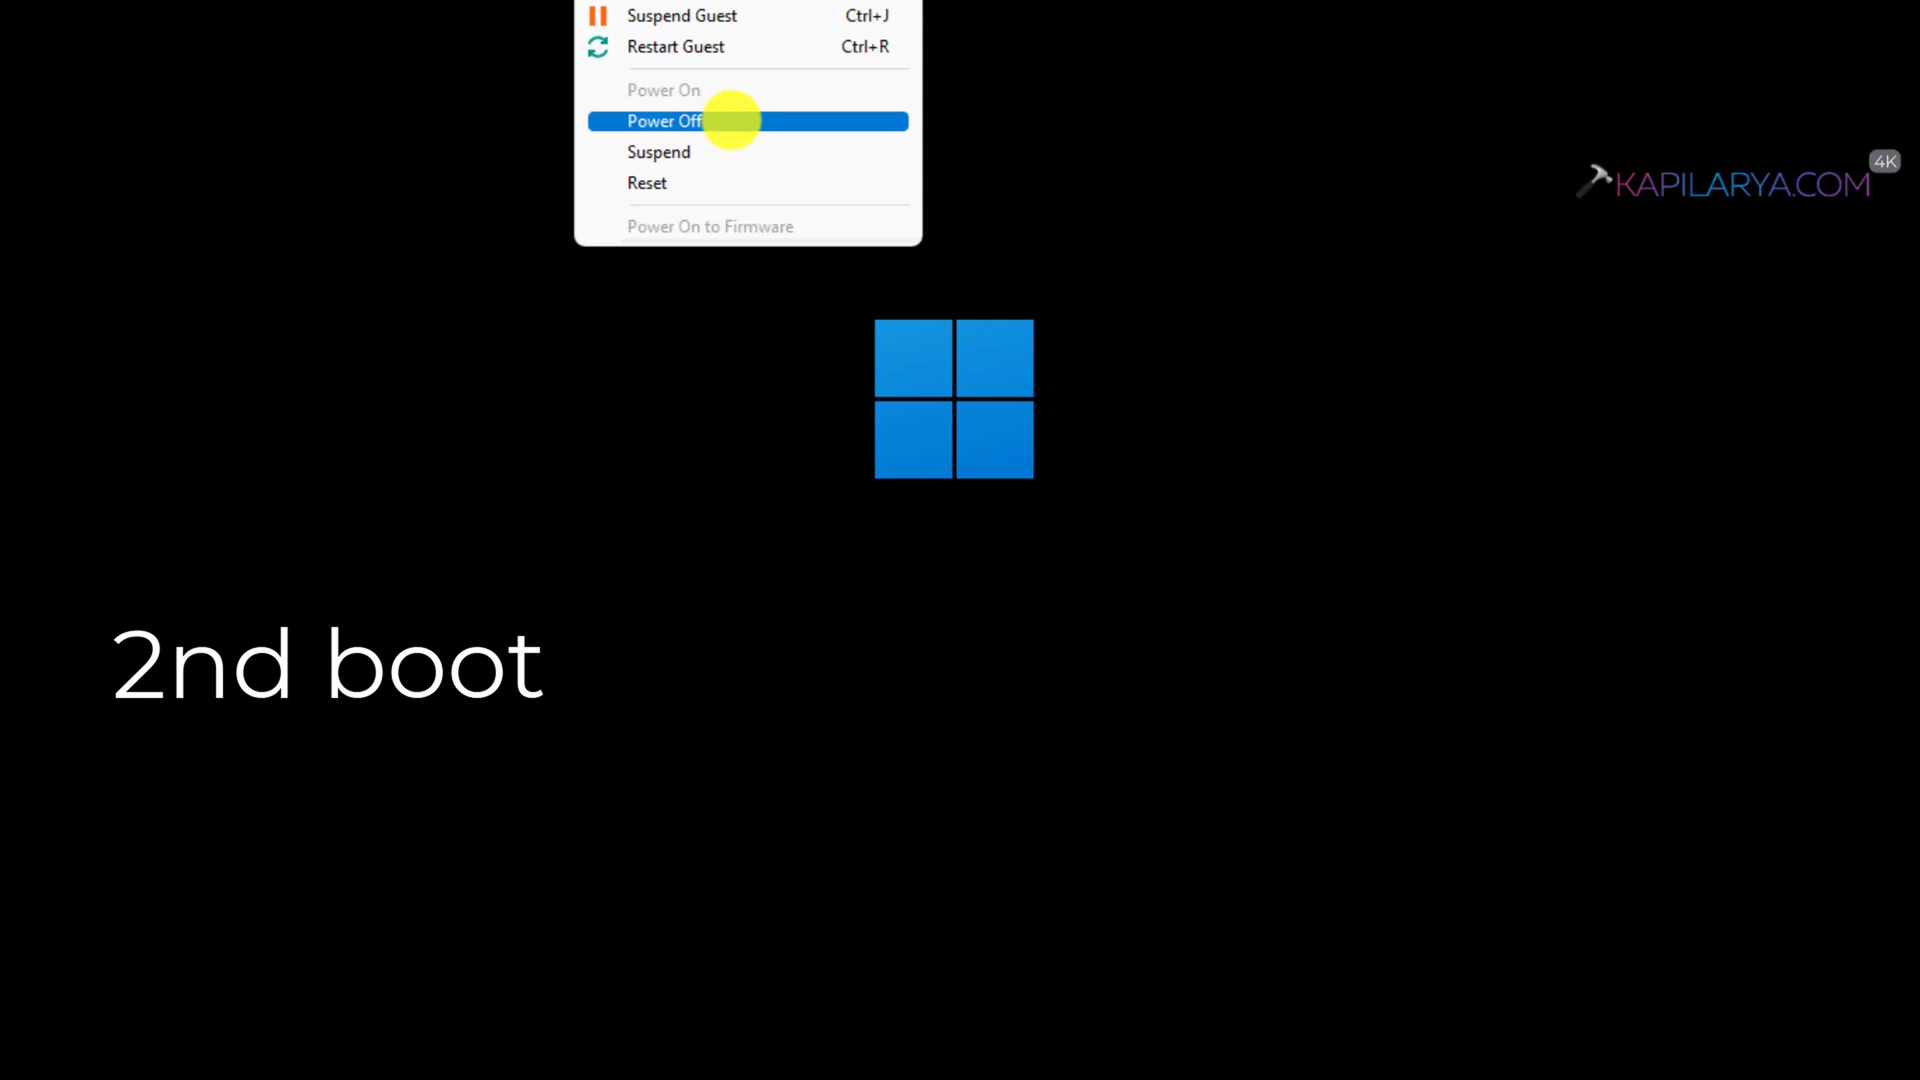 Suspend Guest Ctrl+J
Restart Guest Ctrl+R
Power On
Power Off
Suspend
Reset
Power On to Firmware
4K
KAPILARYA.COM
2nd boot